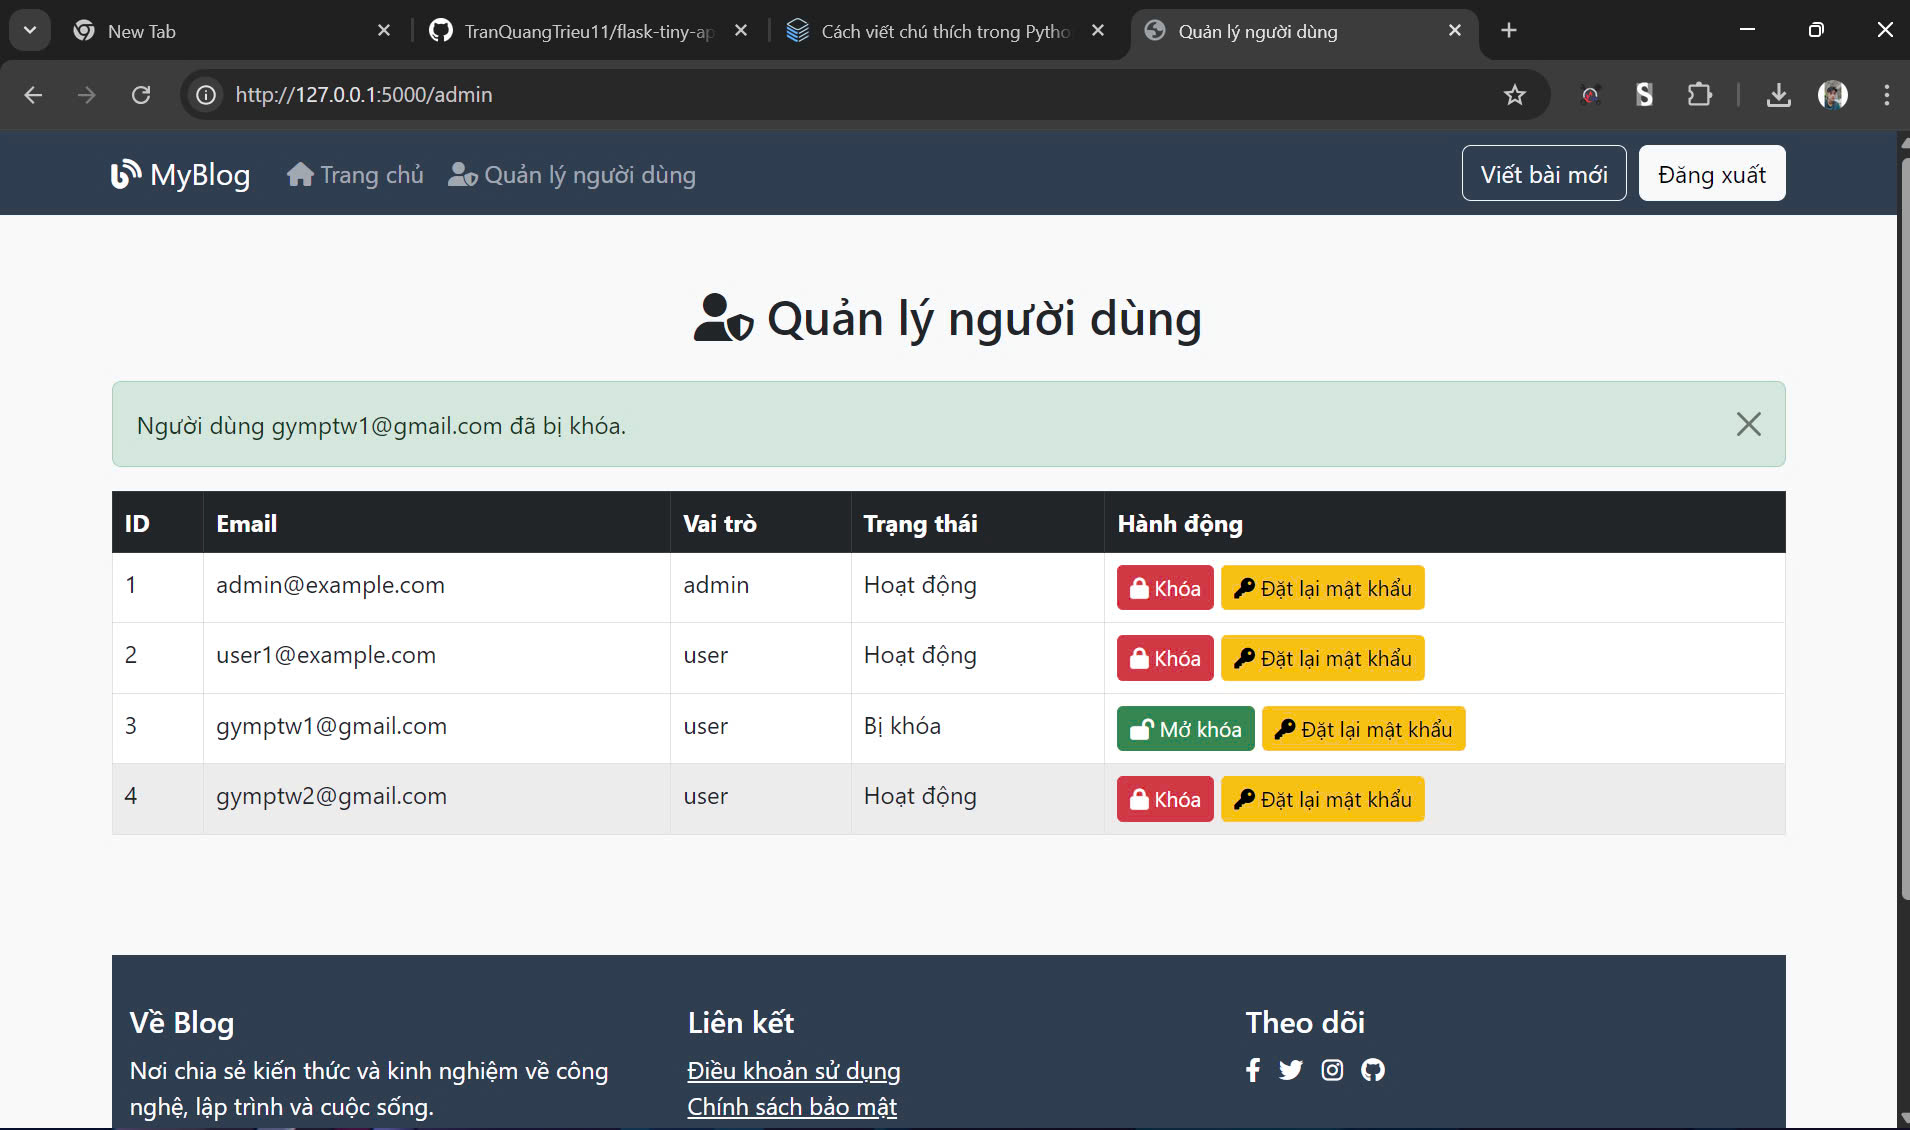 New Tab
TranQuangTrieu11/flask-tiny-ap
Cách viết chú thích trong Pytho
Quản lý người dùng
http://127.0.0.1:5000/admin
MyBlog
Trang chủ
Quản lý người dùng
Viết bài mới
Đăng xuất
Quản lý người dùng
Người dùng gymptw1@gmail.com đã bị khóa.
ID Email Vai trò Trạng thái Hành động
1 admin@example.com admin Hoạt động Khóa Đặt lại mật khẩu
2 user1@example.com user Hoạt động Khóa Đặt lại mật khẩu
3 gymptw1@gmail.com user Bị khóa Mở khóa Đặt lại mật khẩu
4 gymptw2@gmail.com user Hoạt động Khóa Đặt lại mật khẩu
Về Blog
Nơi chia sẻ kiến thức và kinh nghiệm về công
nghệ, lập trình và cuộc sống.
Liên kết
Điều khoản sử dụng
Chính sách bảo mật
Theo dõi